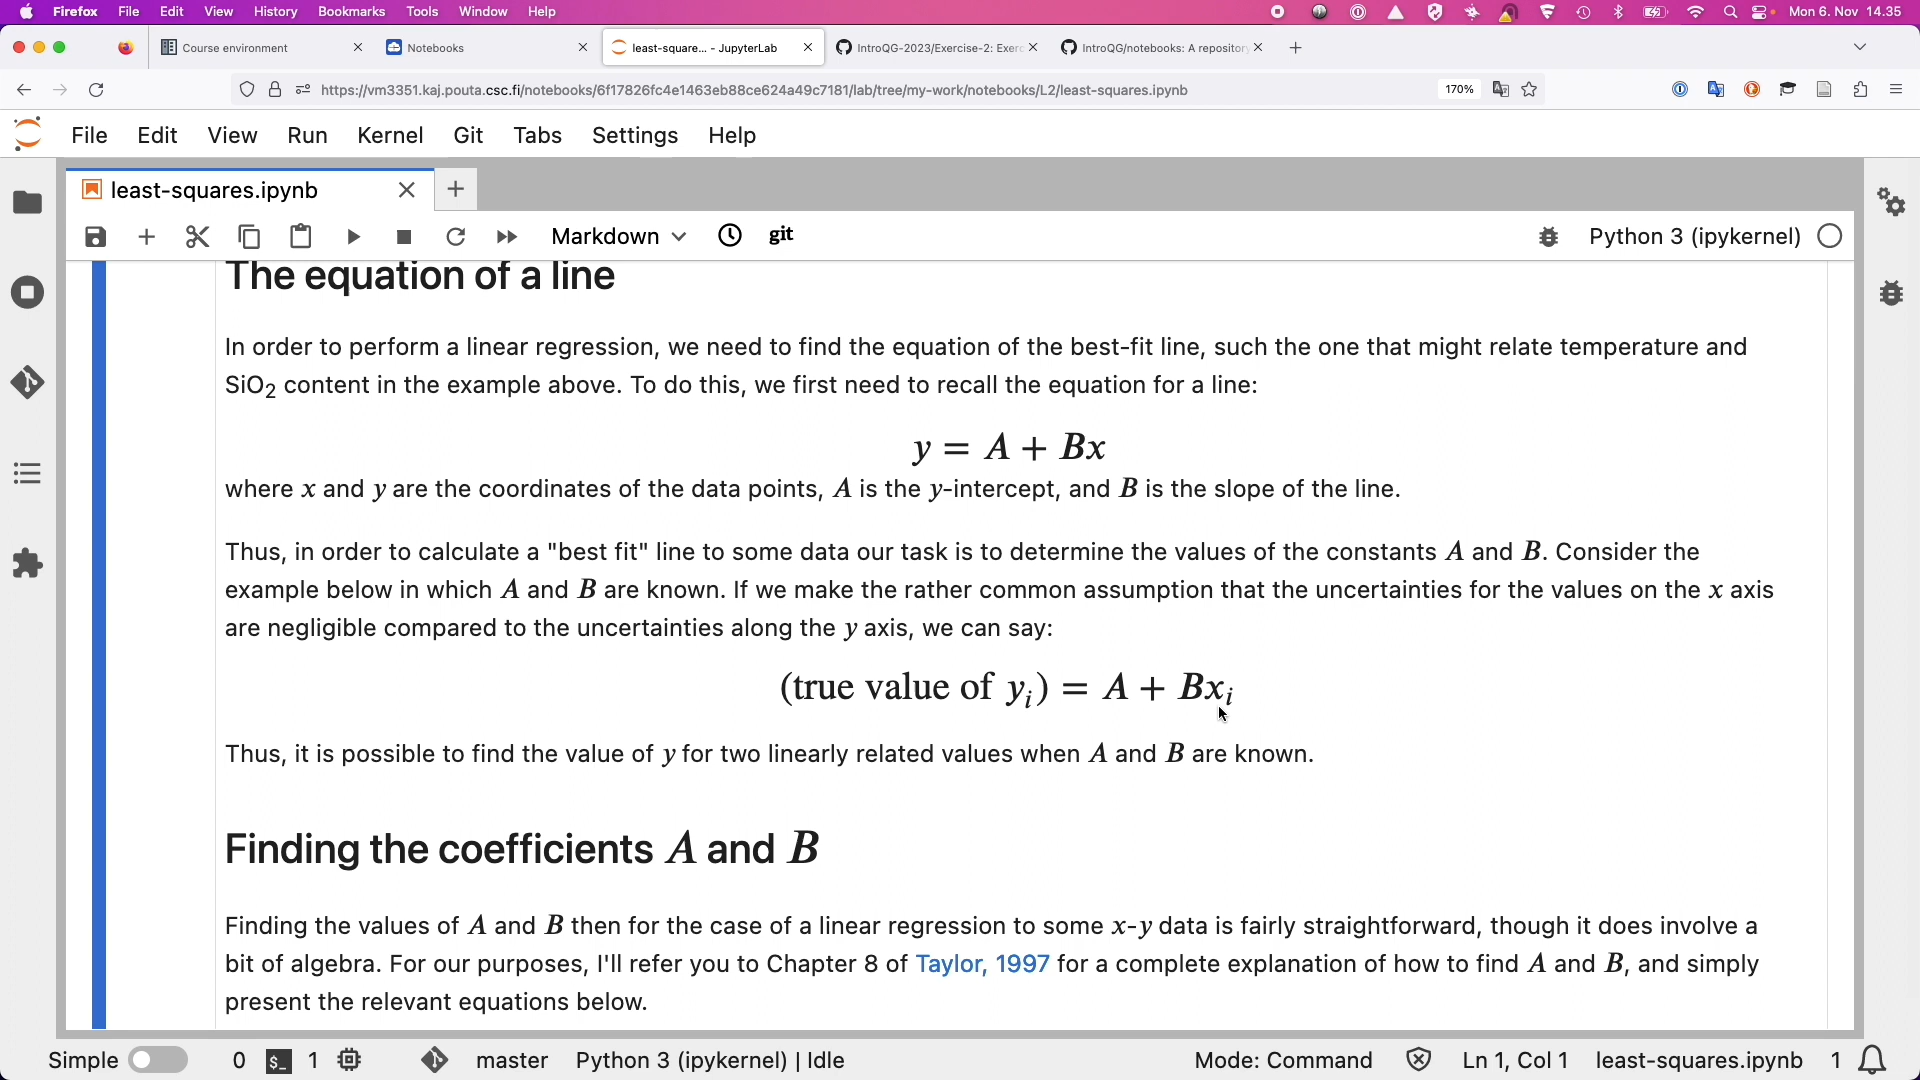 Firefox File Edit View History Bookmarks Tools Window Help Mon 6. Nov 14.35
Course environment Notebooks least-square... - JupyterLab IntroQG-2023/Exercise-2: Exerc IntroQG/notebooks: A repository
https://vm3351.kaj.pouta.csc.fi/notebooks/6f17826fc4e1463eb88ce624a49c7181/lab/tree/my-work/notebooks/L2/least-squares.ipynb 170%
File Edit View Run Kernel Git Tabs Settings Help
least-squares.ipynb
Markdown git Python 3 (ipykernel)
The equation of a line
In order to perform a linear regression, we need to find the equation of the best-fit line, such the one that might relate temperature and
SiO₂ content in the example above. To do this, we first need to recall the equation for a line:
y = A + Bx
where x and y are the coordinates of the data points, A is the y-intercept, and B is the slope of the line.
Thus, in order to calculate a "best fit" line to some data our task is to determine the values of the constants A and B. Consider the
example below in which A and B are known. If we make the rather common assumption that the uncertainties for the values on the x axis
are negligible compared to the uncertainties along the y axis, we can say:
(true value of yᵢ) = A + Bxᵢ
Thus, it is possible to find the value of y for two linearly related values when A and B are known.
Finding the coefficients A and B
Finding the values of A and B then for the case of a linear regression to some x-y data is fairly straightforward, though it does involve a
bit of algebra. For our purposes, I'll refer you to Chapter 8 of Taylor, 1997 for a complete explanation of how to find A and B, and simply
present the relevant equations below.
Simple 0 $_ 1 master Python 3 (ipykernel) | Idle Mode: Command Ln 1, Col 1 least-squares.ipynb 1